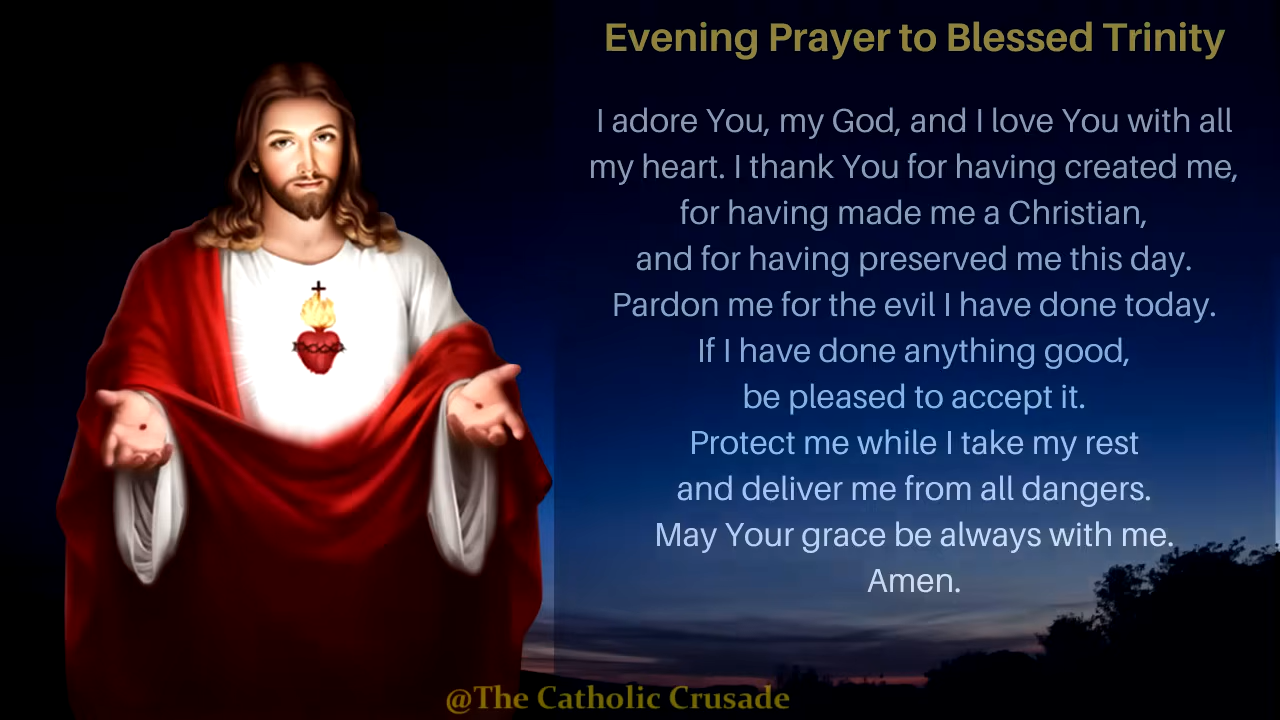 Evening Prayer to Blessed Trinity
I adore You, my God, and I love You with all
my heart. I thank You for having created me,
for having made me a Christian,
and for having preserved me this day.
Pardon me for the evil I have done today.
If I have done anything good,
be pleased to accept it.
Protect me while I take my rest
and deliver me from all dangers.
May Your grace be always with me.
Amen.
@The Catholic Crusade